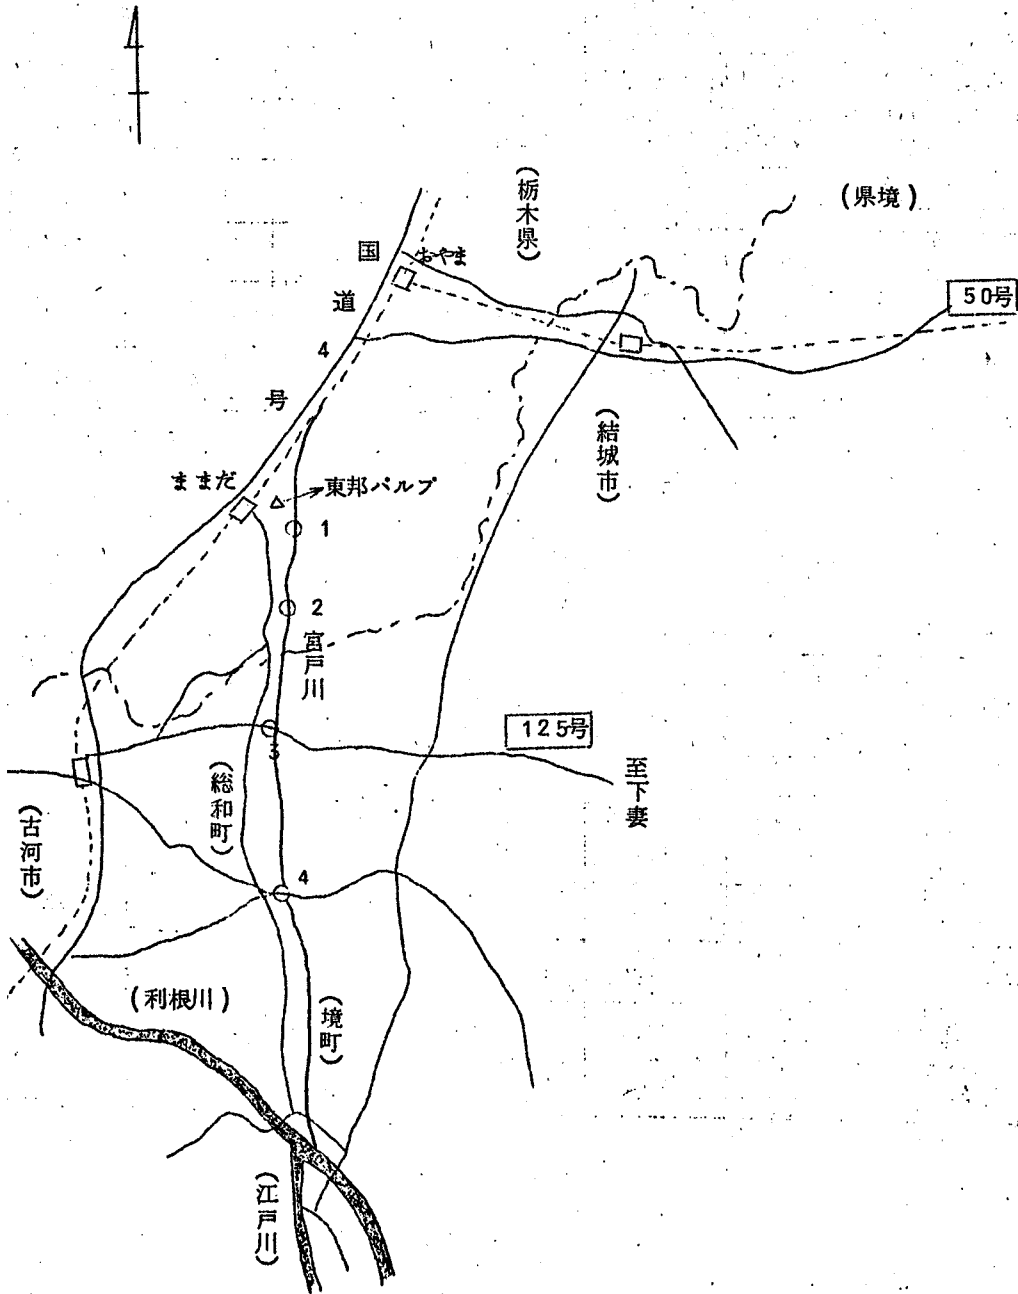 (栃木県)
(県境)
国道4号
おやま
50号
(結城市)
ままだ
東邦パルプ
1
2
宮戸川
125号
3
至下妻
(総和町)
(古河市)
4
(利根川)
(境町)
(江戸川)